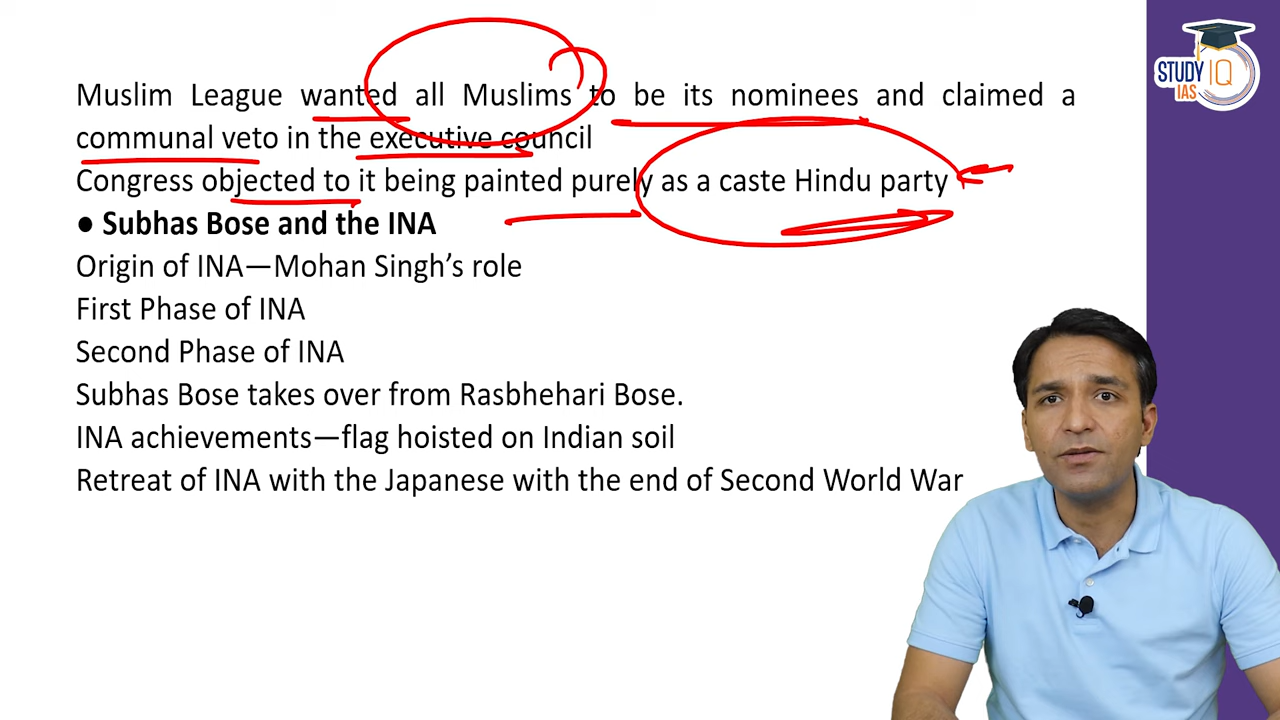 Muslim League wanted all Muslims to be its nominees and claimed a
communal veto in the executive council
Congress objected to it being painted purely as a caste Hindu party
● Subhas Bose and the INA
Origin of INA—Mohan Singh’s role
First Phase of INA
Second Phase of INA
Subhas Bose takes over from Rasbhehari Bose.
INA achievements—flag hoisted on Indian soil
Retreat of INA with the Japanese with the end of Second World War
STUDY IQ
IAS